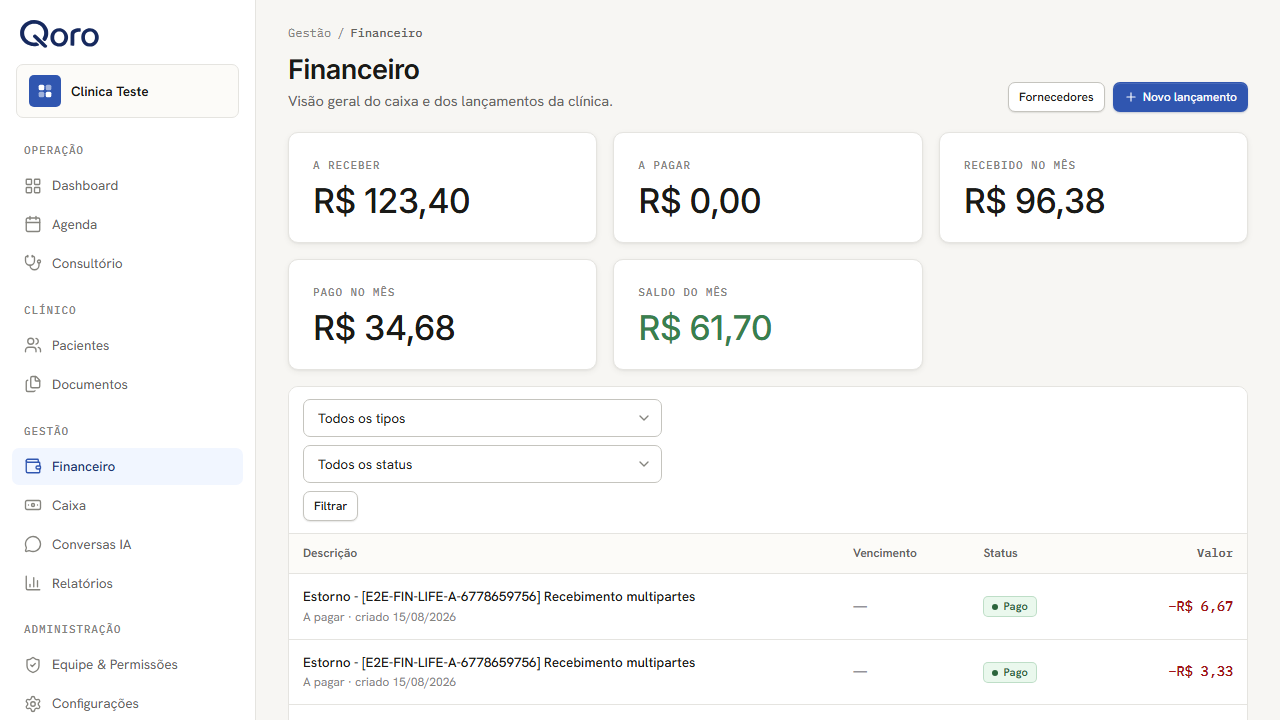 Qoro
Clinica Teste
OPERAÇÃO
Dashboard
Agenda
Consultório
CLÍNICO
Pacientes
Documentos
GESTÃO
Financeiro
Caixa
Conversas IA
Relatórios
ADMINISTRAÇÃO
Equipe & Permissões
Configurações
Gestão / Financeiro
Financeiro
Visão geral do caixa e dos lançamentos da clínica.
Fornecedores
+ Novo lançamento
A RECEBER
R$ 123,40
A PAGAR
R$ 0,00
RECEBIDO NO MÊS
R$ 96,38
PAGO NO MÊS
R$ 34,68
SALDO DO MÊS
R$ 61,70
Todos os tipos
Todos os status
Filtrar
Descrição Vencimento Status Valor
Estorno - [E2E-FIN-LIFE-A-6778659756] Recebimento multipartes
A pagar · criado 15/08/2026
— Pago −R$ 6,67
Estorno - [E2E-FIN-LIFE-A-6778659756] Recebimento multipartes
A pagar · criado 15/08/2026
— Pago −R$ 3,33